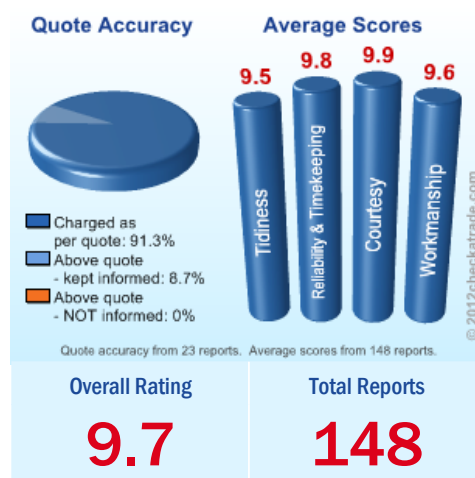 Quote Accuracy
Average Scores
9.5
9.8
9.9
9.6
Tidiness
Reliability & Timekeeping
Courtesy
Workmanship
Charged as
per quote: 91.3%
Above quote
- kept informed: 8.7%
Above quote
- NOT informed: 0%
© 2012checkatrade.com
Quote accuracy from 23 reports. Average scores from 148 reports.
Overall Rating
9.7
Total Reports
148